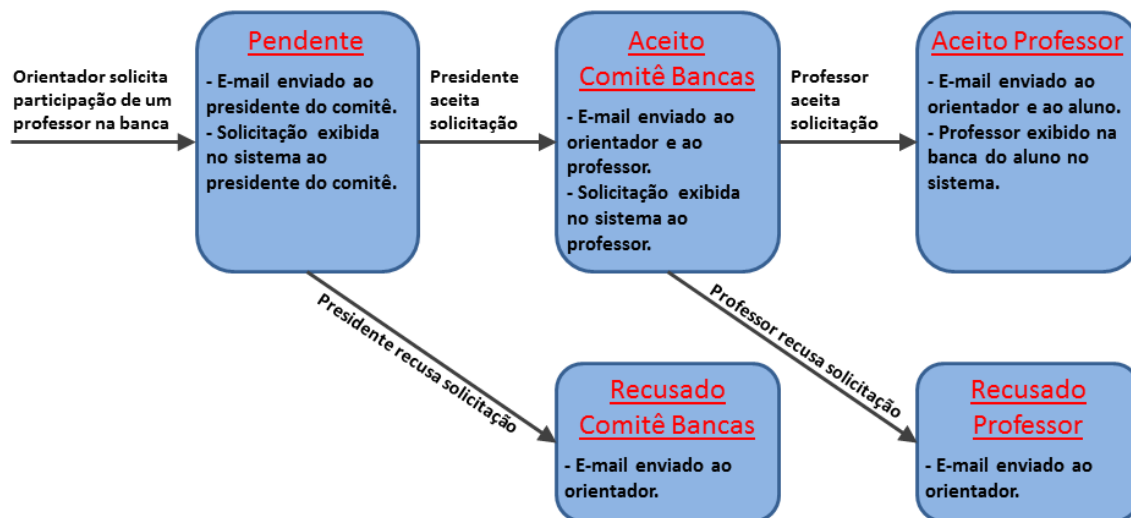 Orientador solicita
participação de um
professor na banca
Pendente
- E-mail enviado ao
presidente do comitê.
- Solicitação exibida
no sistema ao
presidente do comitê.
Presidente
aceita
solicitação
Aceito
Comitê Bancas
- E-mail enviado ao
orientador e ao
professor.
- Solicitação exibida
no sistema ao
professor.
Professor
aceita
solicitação
Aceito Professor
- E-mail enviado ao
orientador e ao aluno.
- Professor exibido na
banca do aluno no
sistema.
Presidente recusa solicitação
Recusado
Comitê Bancas
- E-mail enviado ao
orientador.
Professor recusa solicitação
Recusado
Professor
- E-mail enviado ao
orientador.